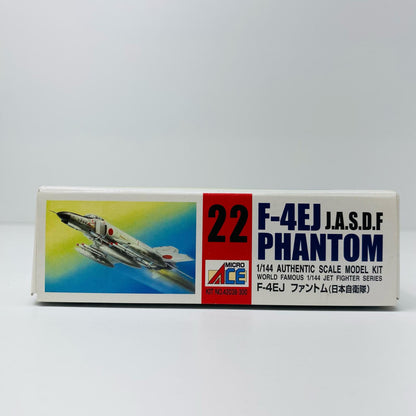 22
F-4EJ J.A.S.D.F
PHANTOM
1/144 AUTHENTIC SCALE MODEL KIT
WORLD FAMOUS 1/144 JET FIGHTER SERIES
F-4EJ ファントム(日本自衛隊)
MICRO
ACE